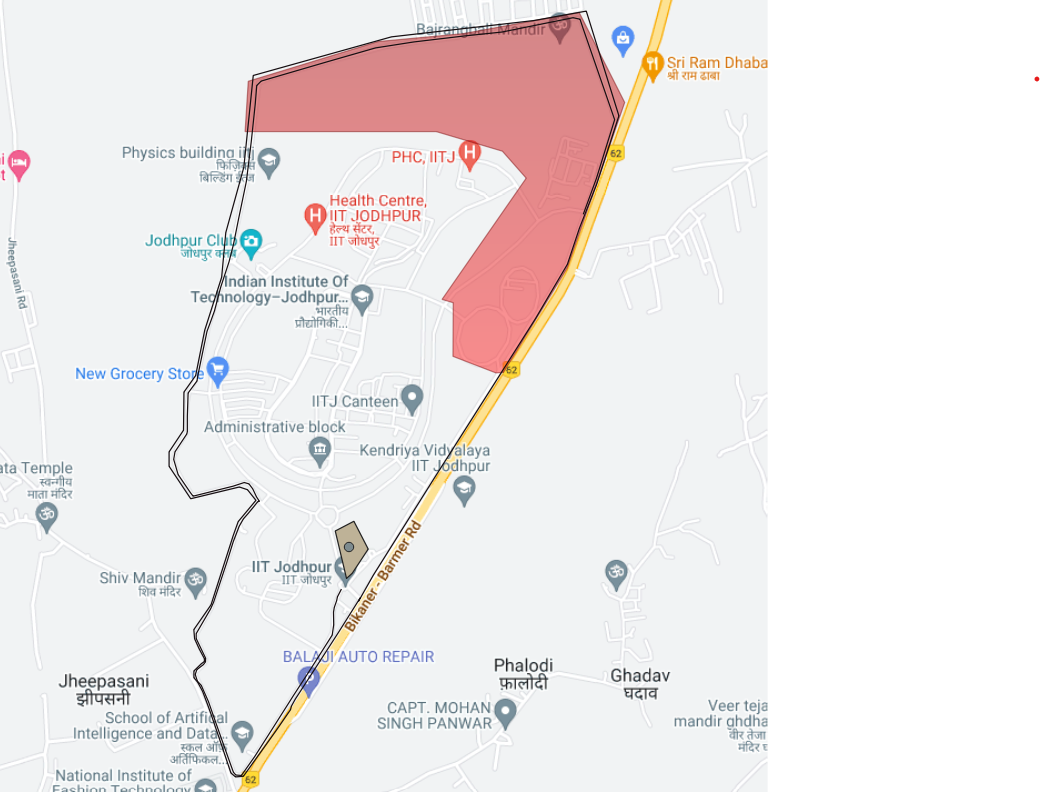 Bajrangbali Mandir
Sri Ram Dhaba
श्री राम ढाबा
62
Physics building iitj
फिजिक्स
बिल्डिंग
PHC, IITJ
Jheepasani Rd
Health Centre,
IIT JODHPUR
हेल्थ सेंटर,
IIT जोधपुर
Jodhpur Club
जोधपुर क्लब
Indian Institute Of
Technology–Jodhpur...
भारतीय
प्रौद्योगिकी...
62
New Grocery Store
IITJ Canteen
Administrative block
Kendriya Vidyalaya
IIT Jodhpur
ata Temple
स्वन्गीय
माता मंदिर
Bikaner - Barmer Rd
IIT Jodhpur
IIT जोधपुर
Shiv Mandir
शिव मंदिर
BALAJI AUTO REPAIR
Phalodi
फ़ालोदी
Ghadav
घदाव
Jheepasani
झीपसनी
CAPT. MOHAN
SINGH PANWAR
Veer teja
mandir ghdha
वीर तेजा
मंदिर
School of Artifical
Intelligence and Data...
स्कूल ऑफ़
अर्तिफिकल...
62
National Institute of
Fashion Technology